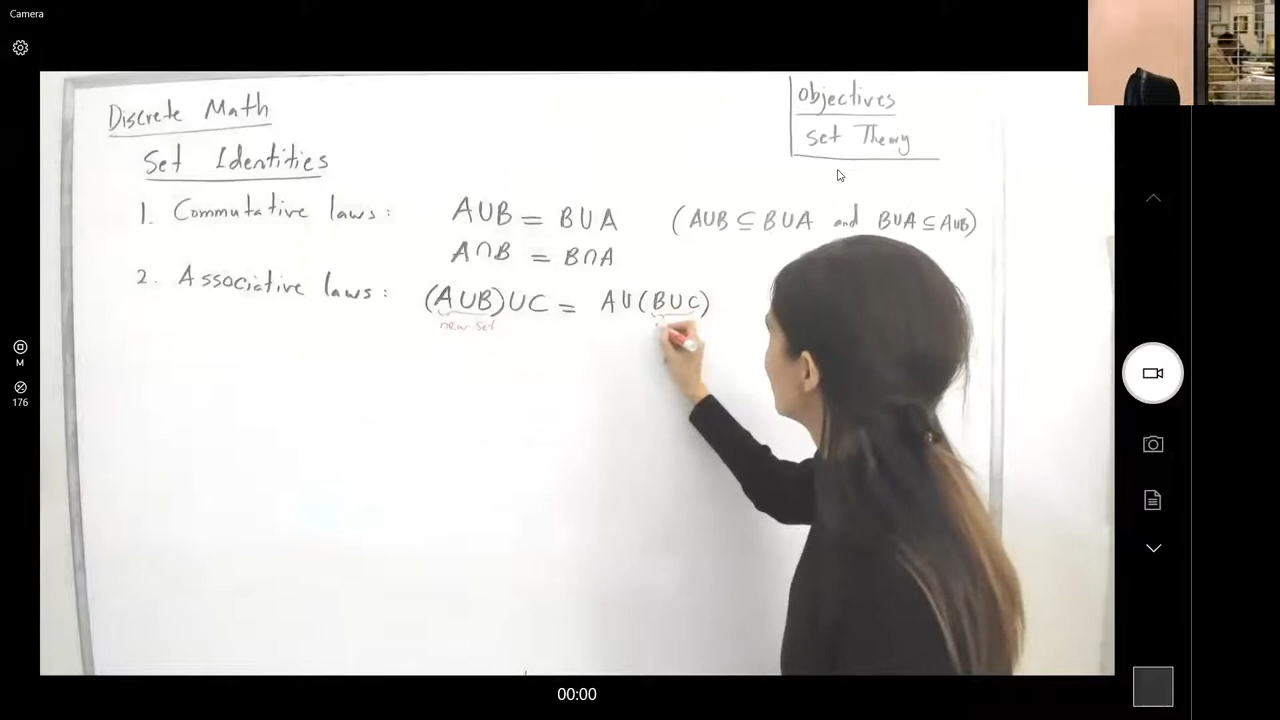 Camera
Discrete Math
Objectives
Set Theory
Set Identities
1. Commutative laws: A∪B = B∪A (A∪B ⊆ B∪A and B∪A ⊆ A∪B)
A∩B = B∩A
2. Associative laws: (A∪B)∪C = A∪(B∪C)
new set
M
176
00:00